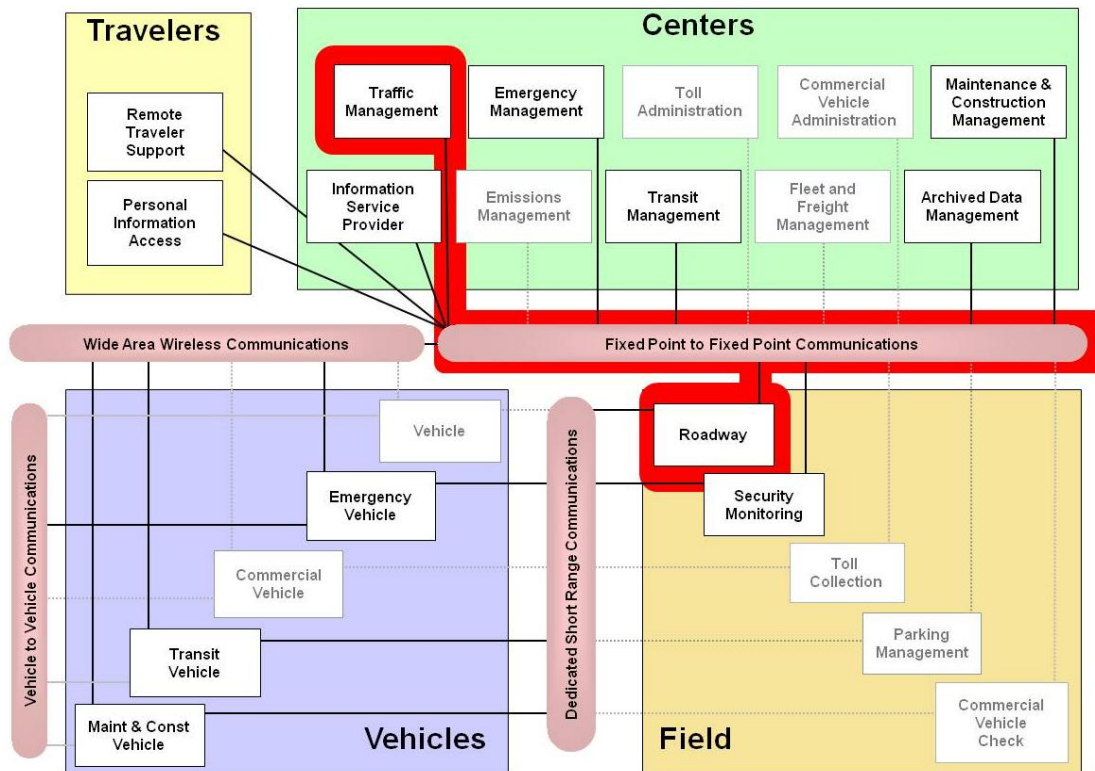 Travelers
Centers
Remote
Traveler
Support
Personal
Information
Access
Traffic
Management
Emergency
Management
Toll
Administration
Commercial
Vehicle
Administration
Maintenance &
Construction
Management
Information
Service
Provider
Emissions
Management
Transit
Management
Fleet and
Freight
Management
Archived Data
Management
Wide Area Wireless Communications
Fixed Point to Fixed Point Communications
Vehicle to Vehicle Communications
Vehicle
Emergency
Vehicle
Commercial
Vehicle
Transit
Vehicle
Maint & Const
Vehicle
Vehicles
Dedicated Short Range Communications
Roadway
Security
Monitoring
Toll
Collection
Parking
Management
Commercial
Vehicle
Check
Field